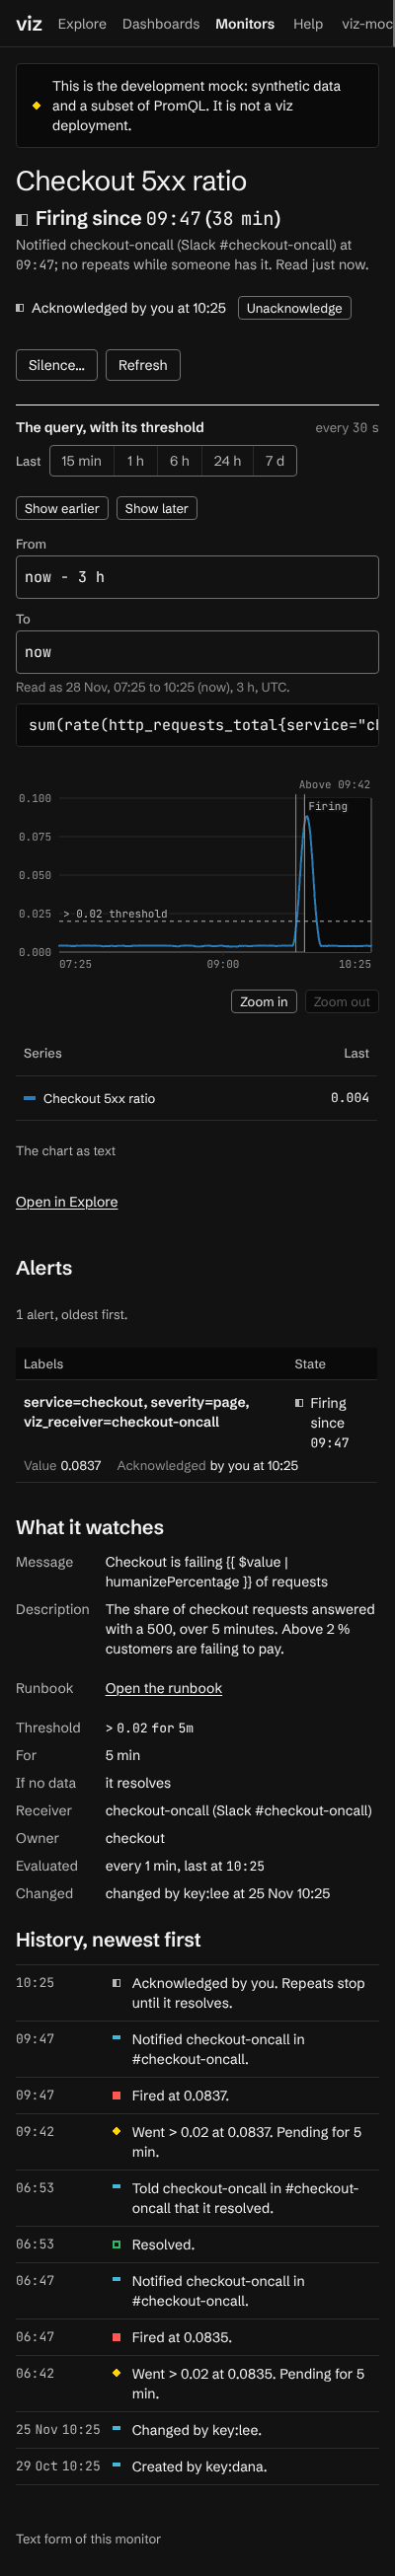 viz Explore Dashboards Monitors Help viz-moc
This is the development mock: synthetic data
and a subset of PromQL. It is not a viz
deployment.
Checkout 5xx ratio
Firing since 09:47 (38 min)
Notified checkout-oncall (Slack #checkout-oncall) at
09:47; no repeats while someone has it. Read just now.
Acknowledged by you at 10:25 Unacknowledge
Silence… Refresh
The query, with its threshold every 30 s
Last 15 min 1 h 6 h 24 h 7 d
Show earlier Show later
From
now - 3 h
To
now
Read as 28 Nov, 07:25 to 10:25 (now), 3 h, UTC.
sum(rate(http_requests_total{service="ch
Above 09:42
0.100
Firing
0.075
0.050
0.025
> 0.02 threshold
0.000
07:25 09:00 10:25
Zoom in Zoom out
Series Last
Checkout 5xx ratio 0.004
The chart as text
Open in Explore
Alerts
1 alert, oldest first.
Labels State
service=checkout, severity=page,
viz_receiver=checkout-oncall
Firing
since
09:47
Value 0.0837 Acknowledged by you at 10:25
What it watches
Message Checkout is failing {{ $value |
humanizePercentage }} of requests
Description The share of checkout requests answered
with a 500, over 5 minutes. Above 2 %
customers are failing to pay.
Runbook Open the runbook
Threshold > 0.02 for 5m
For 5 min
If no data it resolves
Receiver checkout-oncall (Slack #checkout-oncall)
Owner checkout
Evaluated every 1 min, last at 10:25
Changed changed by key:lee at 25 Nov 10:25
History, newest first
10:25 Acknowledged by you. Repeats stop
until it resolves.
09:47 Notified checkout-oncall in
#checkout-oncall.
09:47 Fired at 0.0837.
09:42 Went > 0.02 at 0.0837. Pending for 5
min.
06:53 Told checkout-oncall in #checkout-
oncall that it resolved.
06:53 Resolved.
06:47 Notified checkout-oncall in
#checkout-oncall.
06:47 Fired at 0.0835.
06:42 Went > 0.02 at 0.0835. Pending for 5
min.
25 Nov 10:25 Changed by key:lee.
29 Oct 10:25 Created by key:dana.
Text form of this monitor